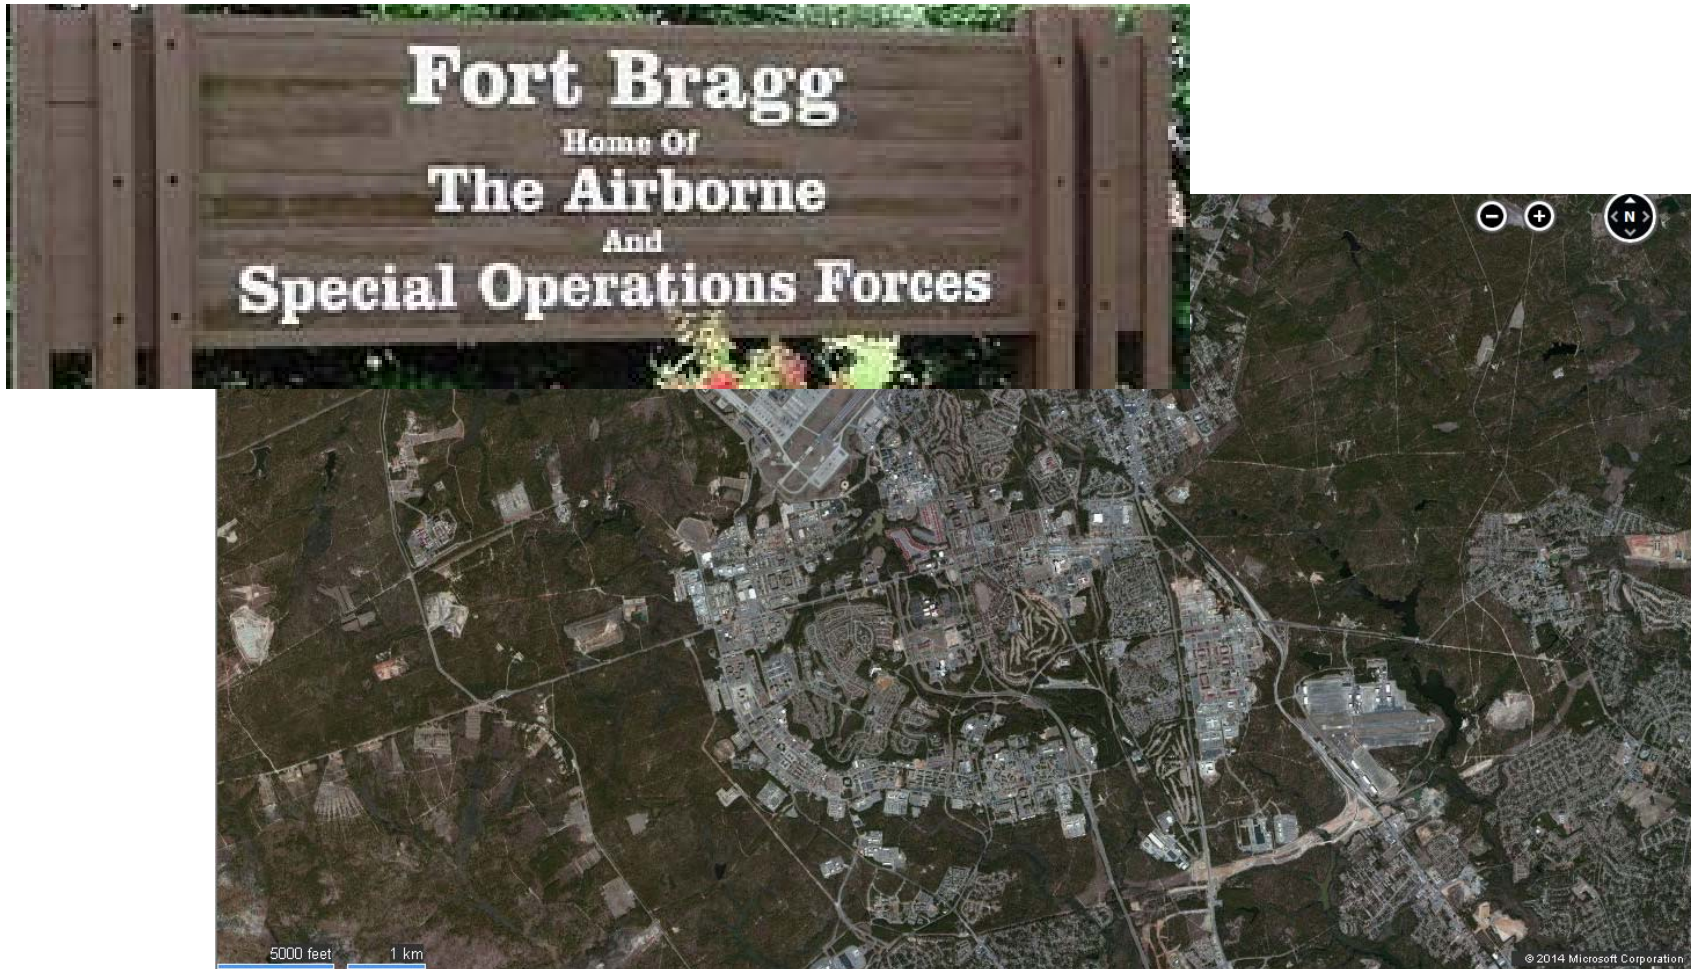 Fort Bragg
Home Of
The Airborne
And
Special Operations Forces
N
5000 feet 1 km
© 2014 Microsoft Corporation